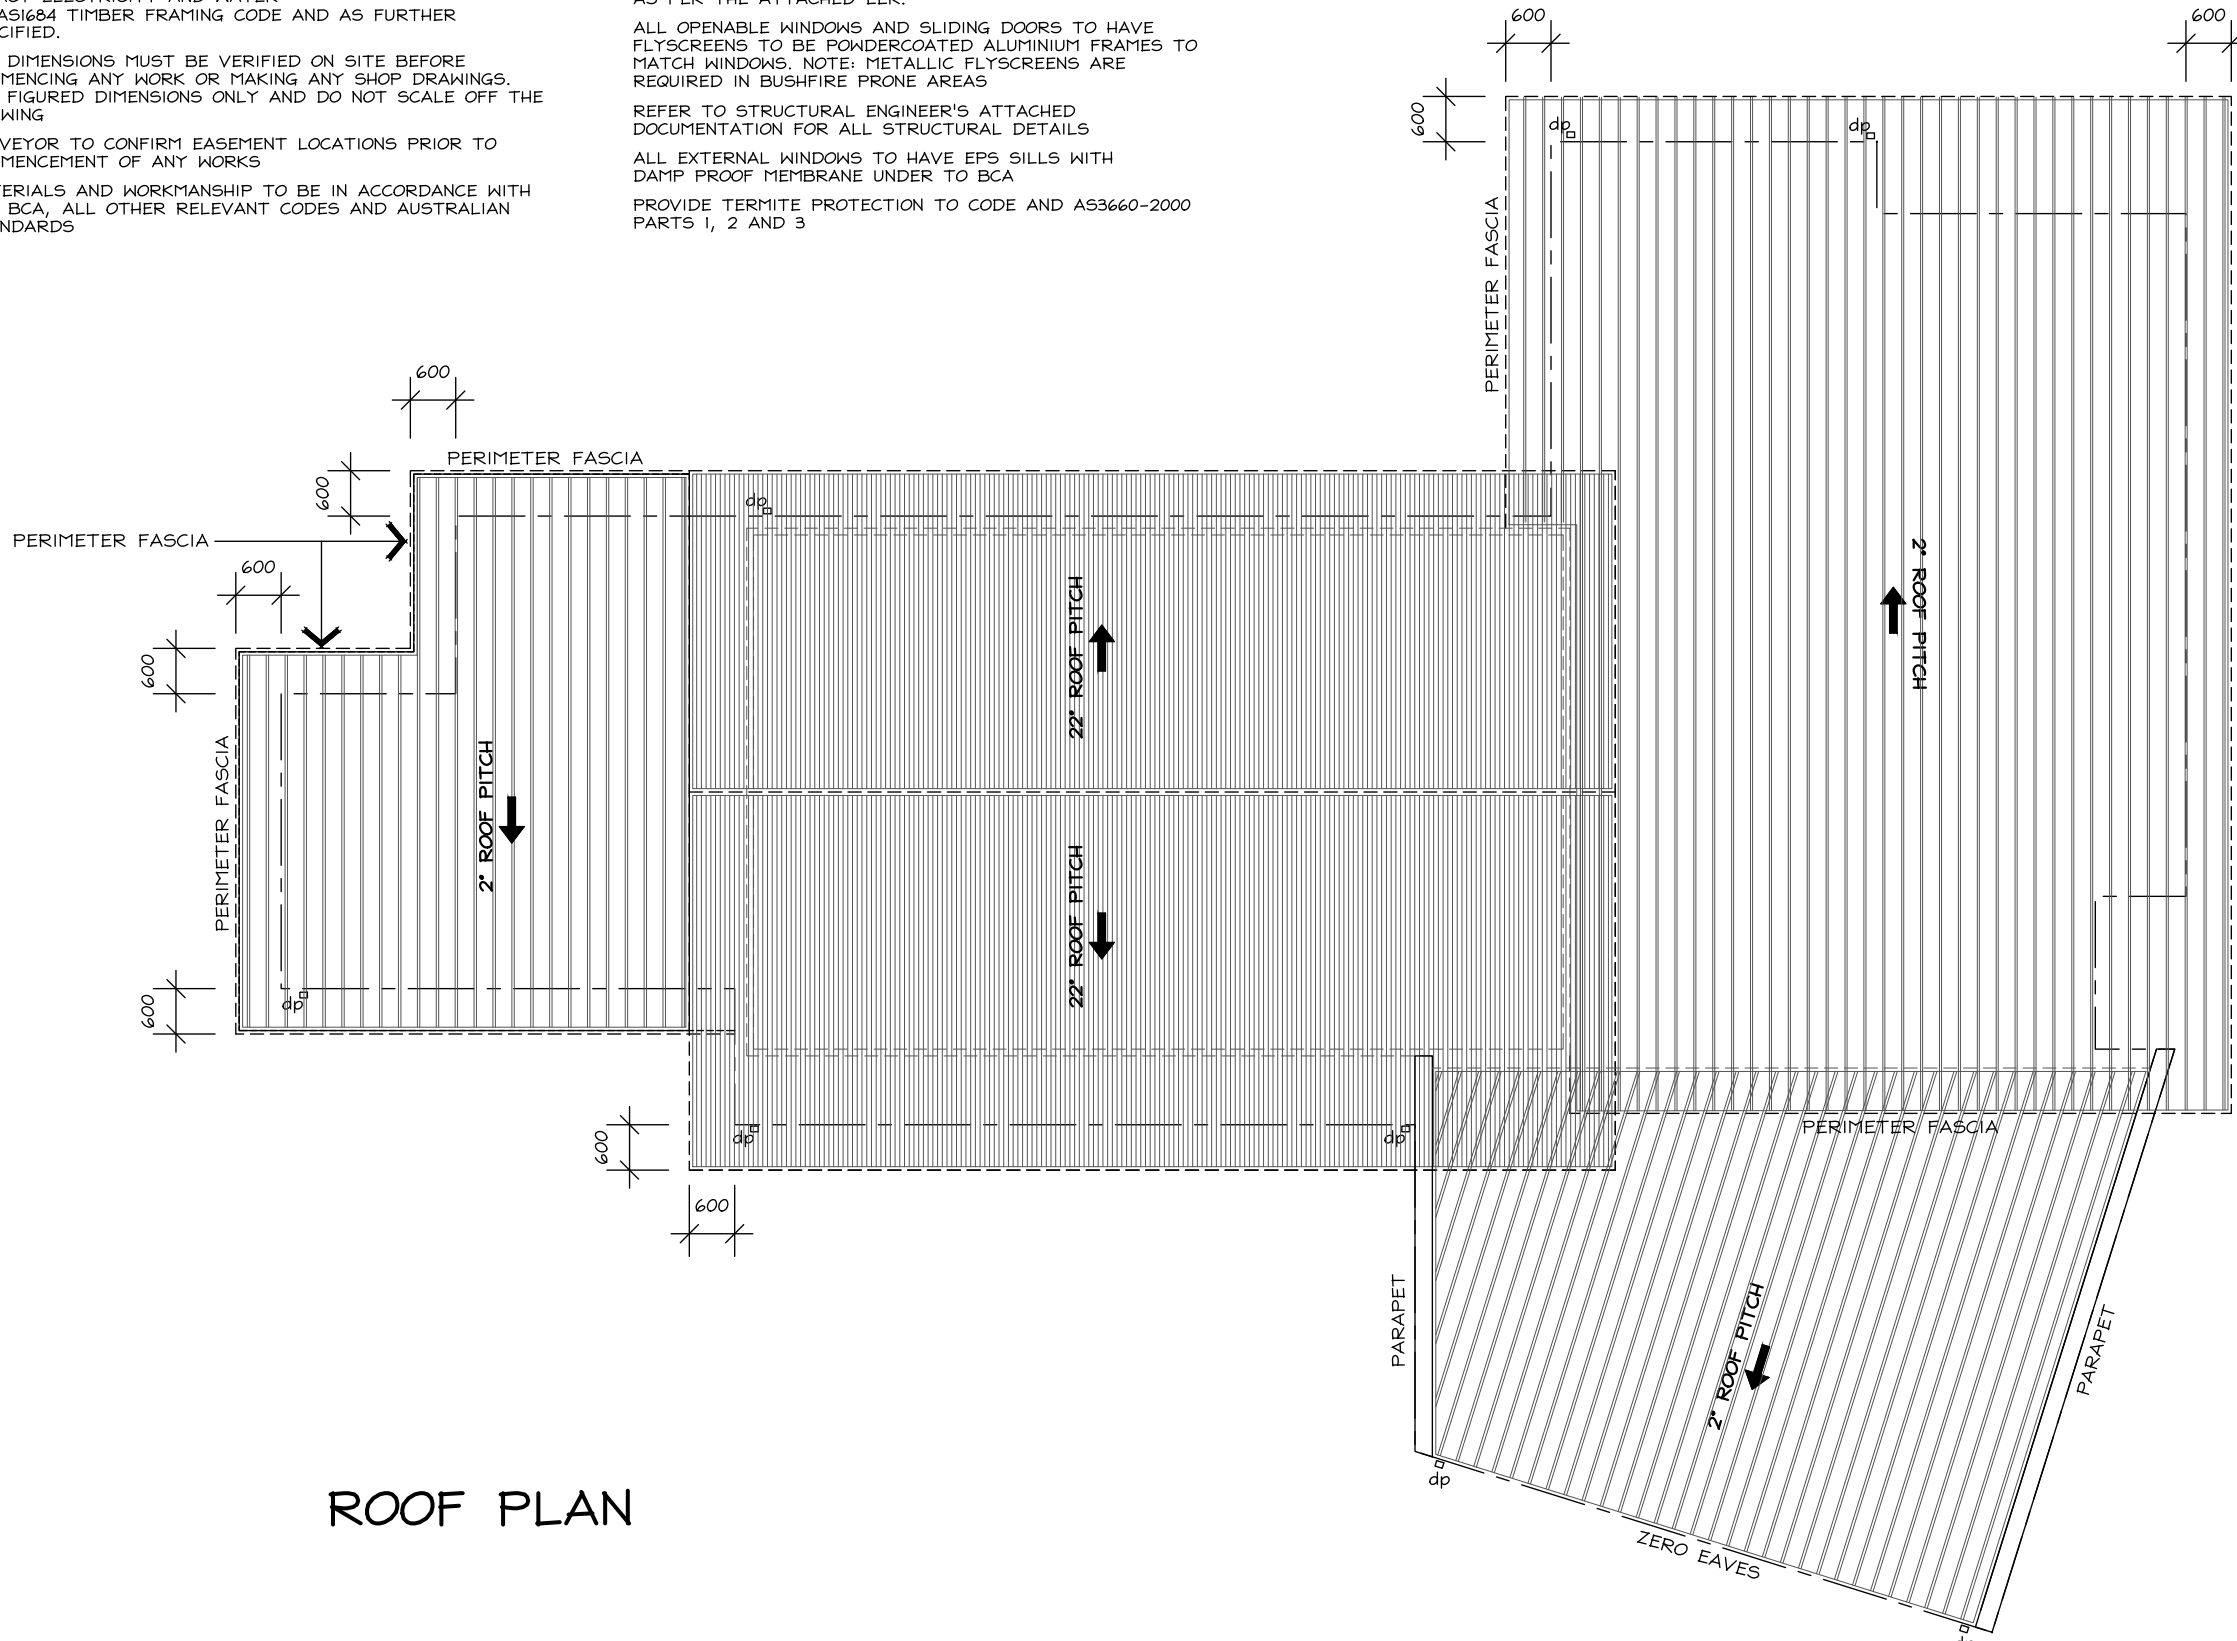 AS1684 TIMBER FRAMING CODE AND AS FURTHER
DIMENSIONS MUST BE VERIFIED ON SITE BEFORE
MENCING ANY WORK OR MAKING ANY SHOP DRAWINGS.
FIGURED DIMENSIONS ONLY AND DO NOT SCALE OFF THE
WING
VEYOR TO CONFIRM EASEMENT LOCATIONS PRIOR TO
MENCEMENT OF ANY WORKS
TERIALS AND WORKMANSHIP TO BE IN ACCORDANCE WITH
BCA, ALL OTHER RELEVANT CODES AND AUSTRALIAN
NDARDS
AS PER THE ATTACHED EER.
ALL OPENABLE WINDOWS AND SLIDING DOORS TO HAVE
FLYSCREENS TO BE POWDERCOATED ALUMINIUM FRAMES TO
MATCH WINDOWS. NOTE: METALLIC FLYSCREENS ARE
REQUIRED IN BUSHFIRE PRONE AREAS
REFER TO STRUCTURAL ENGINEER'S ATTACHED
DOCUMENTATION FOR ALL STRUCTURAL DETAILS
ALL EXTERNAL WINDOWS TO HAVE EPS SILLS WITH
DAMP PROOF MEMBRANE UNDER TO BCA
PROVIDE TERMITE PROTECTION TO CODE AND AS3660-2000
PARTS 1, 2 AND 3
600
600
600
dp
dp
PERIMETER FASCIA
600
PERIMETER FASCIA
600
dp
PERIMETER FASCIA
600
600
2° ROOF PITCH
22° ROOF PITCH
2° ROOF PITCH
PERIMETER FASCIA
22° ROOF PITCH
600
dp
600
dp
dp
PERIMETER FASCIA
600
PARAPET
2° ROOF PITCH
PARAPET
dp
ZERO EAVES
ROOF PLAN